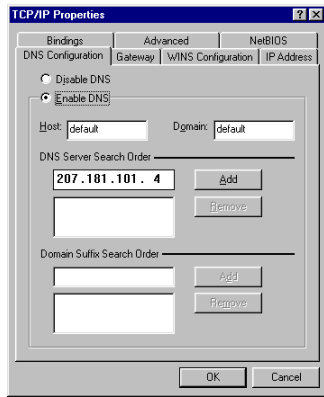 TCP/IP Properties
Bindings Advanced NetBIOS
DNS Configuration Gateway WINS Configuration IP Address
Disable DNS
Enable DNS
Host: default Domain: default
DNS Server Search Order
207.181.101. 4 Add
Remove
Domain Suffix Search Order
Add
Remove
OK Cancel